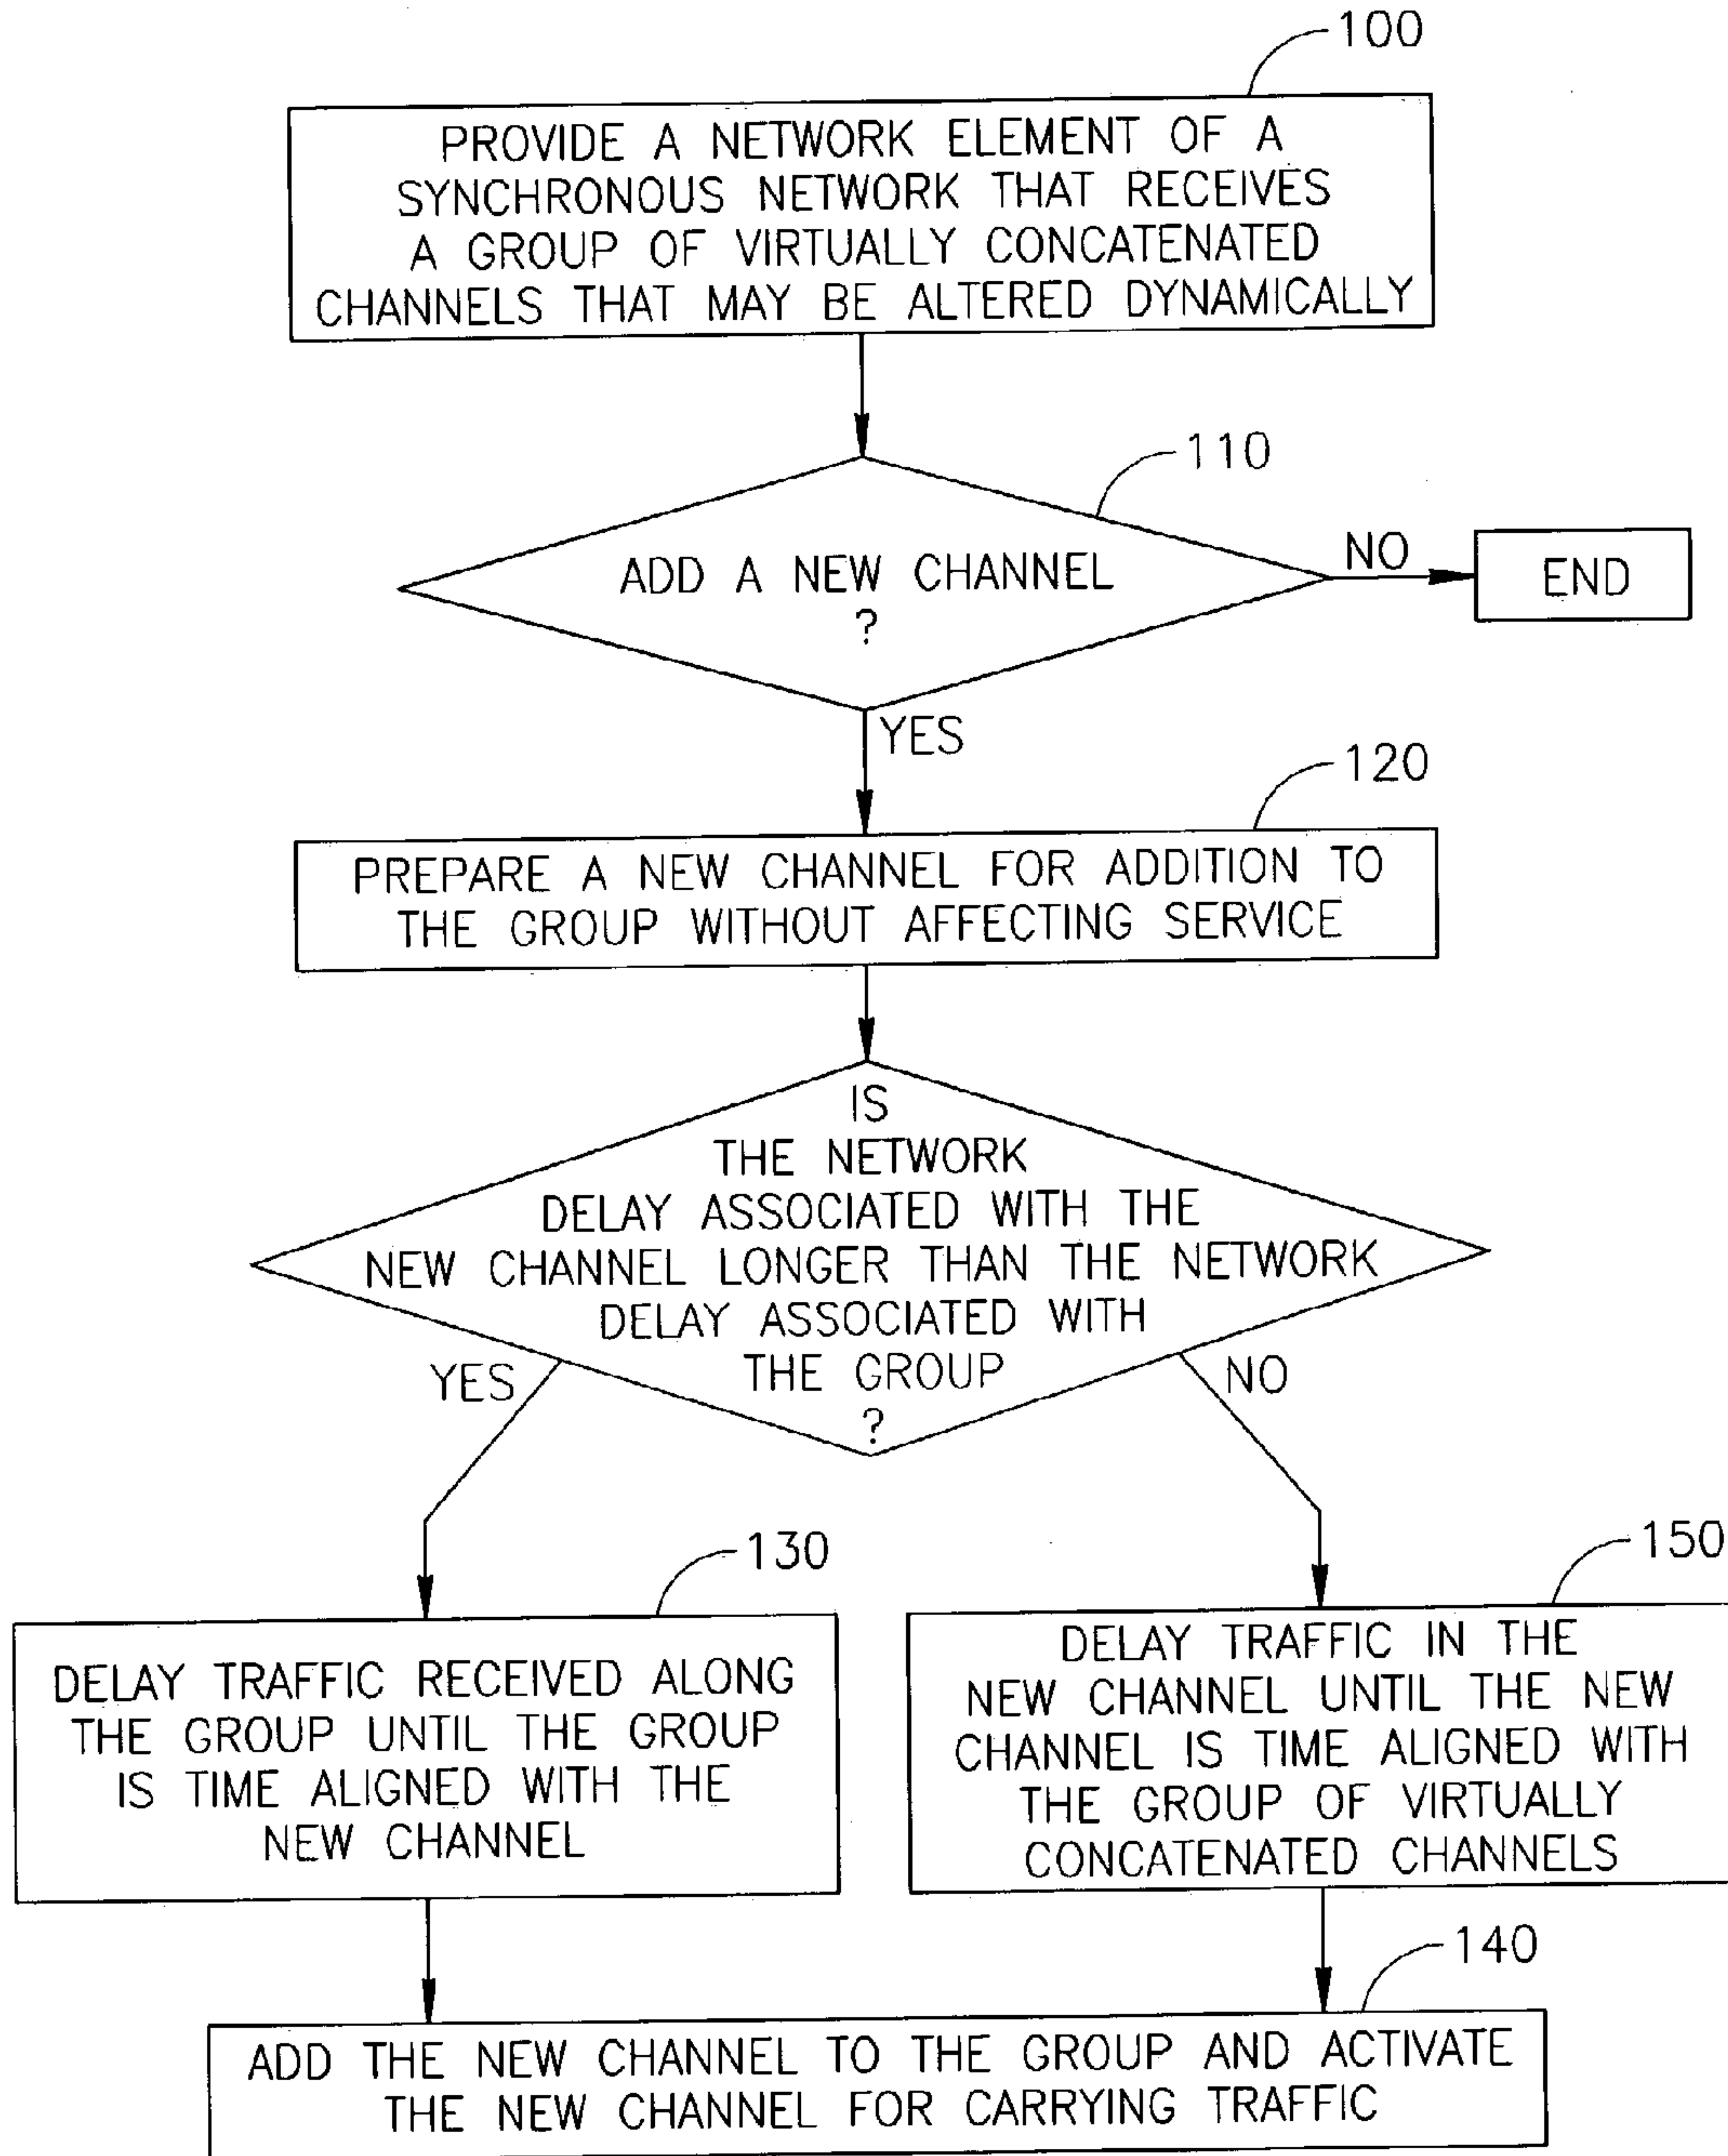 100
PROVIDE A NETWORK ELEMENT OF A
SYNCHRONOUS NETWORK THAT RECEIVES
A GROUP OF VIRTUALLY CONCATENATED
CHANNELS THAT MAY BE ALTERED DYNAMICALLY
110
ADD A NEW CHANNEL
?
NO
END
YES
120
PREPARE A NEW CHANNEL FOR ADDITION TO
THE GROUP WITHOUT AFFECTING SERVICE
IS
THE NETWORK
DELAY ASSOCIATED WITH THE
NEW CHANNEL LONGER THAN THE NETWORK
DELAY ASSOCIATED WITH
THE GROUP
?
YES
NO
130
DELAY TRAFFIC RECEIVED ALONG
THE GROUP UNTIL THE GROUP
IS TIME ALIGNED WITH THE
NEW CHANNEL
150
DELAY TRAFFIC IN THE
NEW CHANNEL UNTIL THE NEW
CHANNEL IS TIME ALIGNED WITH
THE GROUP OF VIRTUALLY
CONCATENATED CHANNELS
140
ADD THE NEW CHANNEL TO THE GROUP AND ACTIVATE
THE NEW CHANNEL FOR CARRYING TRAFFIC